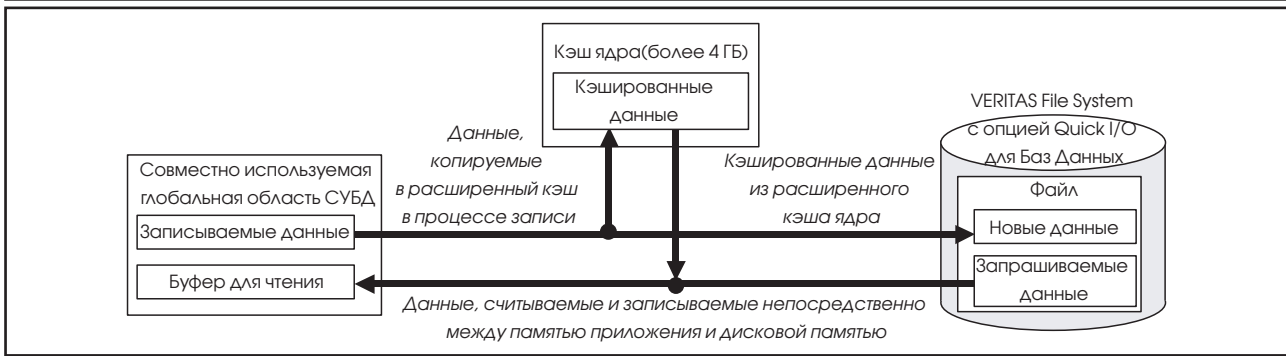 Кэш ядра(более 4 ГБ)
Кэшированные
данные
VERITAS File System
с опцией Quick I/O
для Баз Данных
Данные,
копируемые
в расширенный кэш
в процессе записи
Кэшированные данные
из расширенного
кэша ядра
Совместно используемая
глобальная область СУБД
Записываемые данные
Буфер для чтения
Файл
Новые данные
Запрашиваемые
данные
Данные, считываемые и записываемые непосредственно
между памятью приложения и дисковой памятью